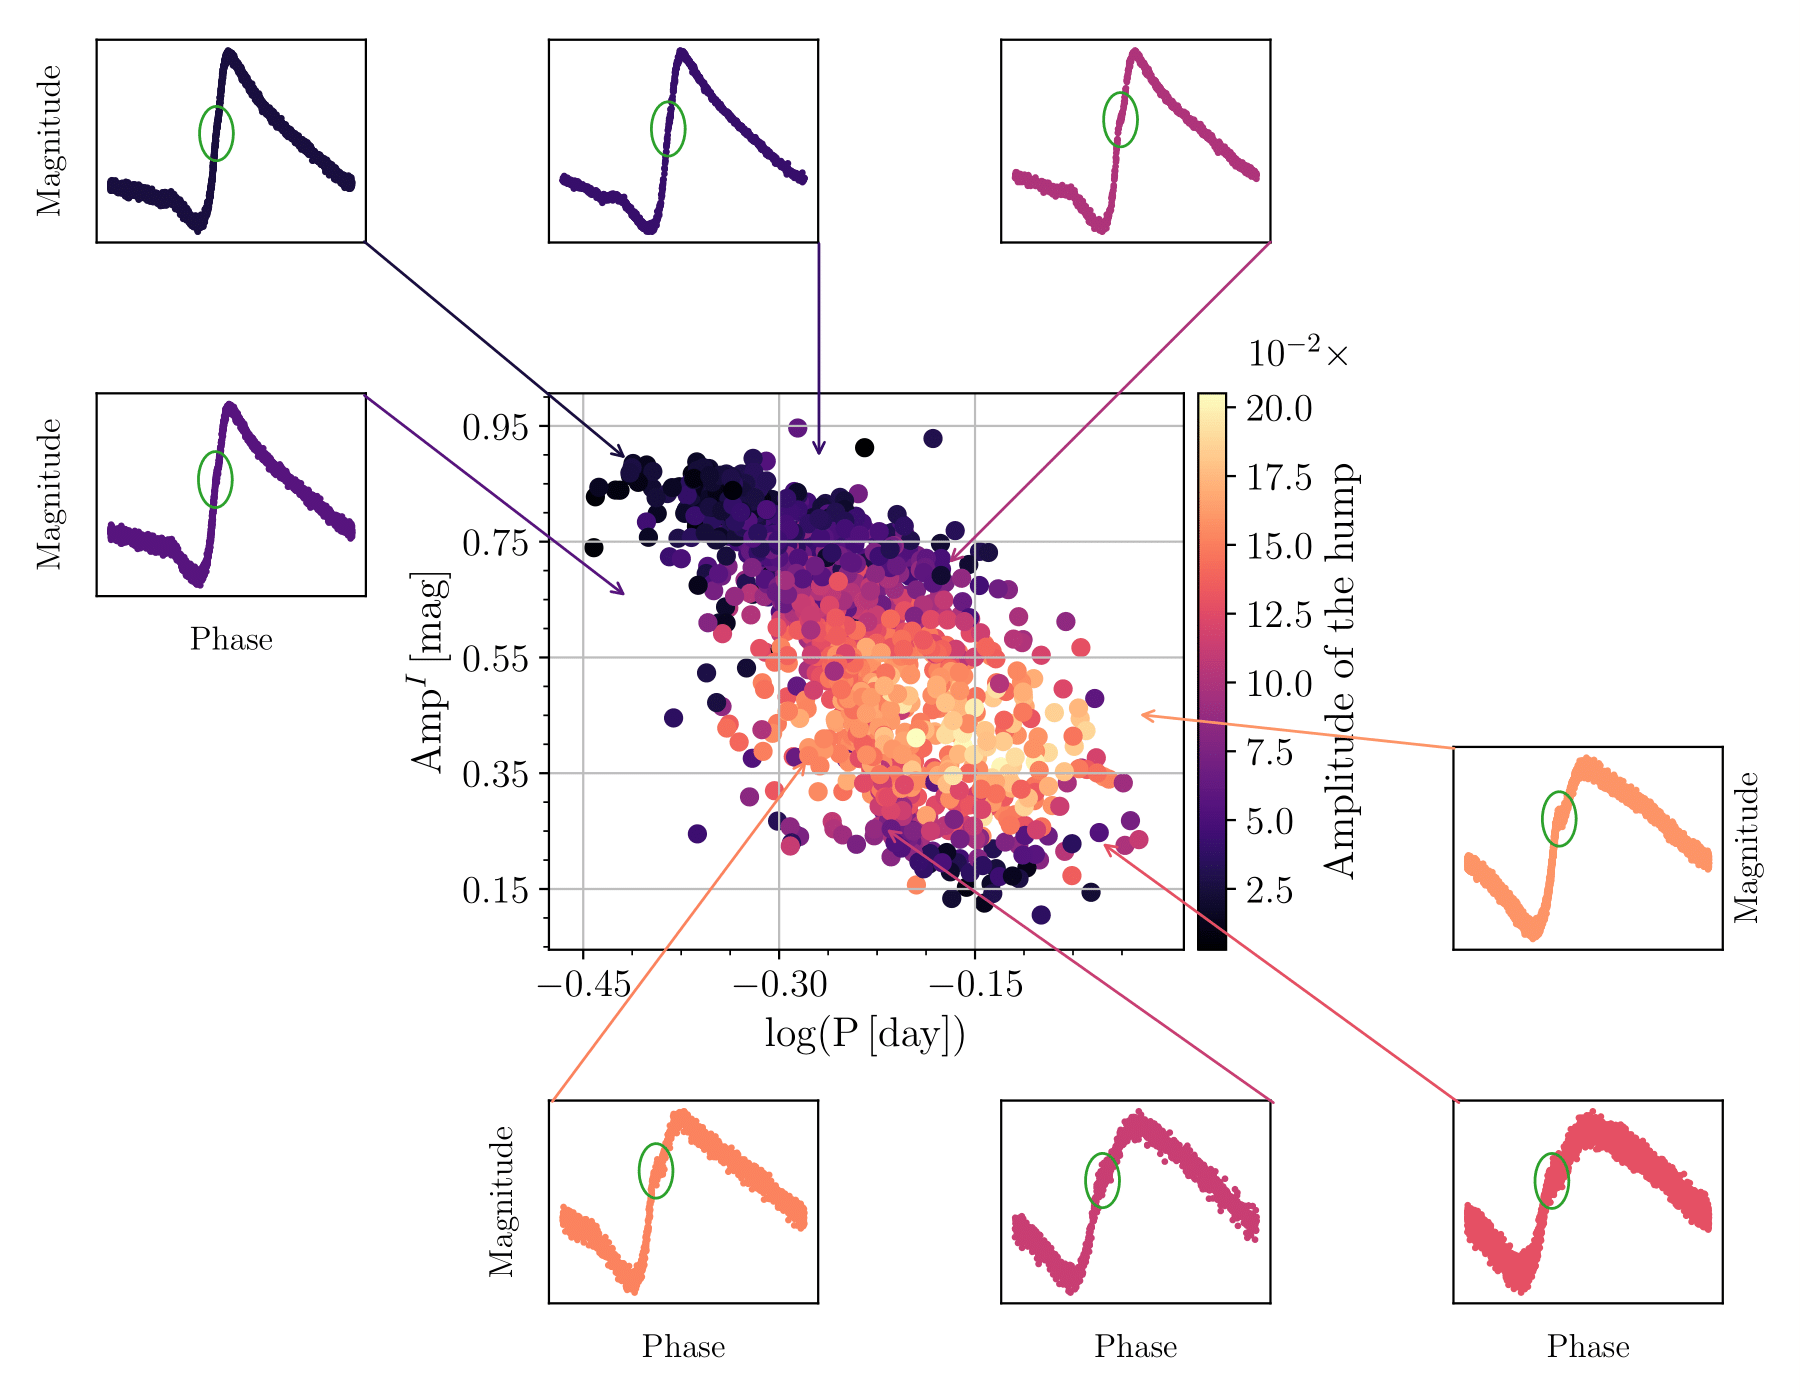 Magnitude
10⁻²×
Magnitude
Phase
0.95
0.75
0.55
0.35
0.15
Ampᴵ [mag]
20.0
17.5
15.0
12.5
10.0
7.5
5.0
2.5
Amplitude of the hump
−0.45
−0.30
−0.15
log(P [day])
Magnitude
Magnitude
Phase
Phase
Phase